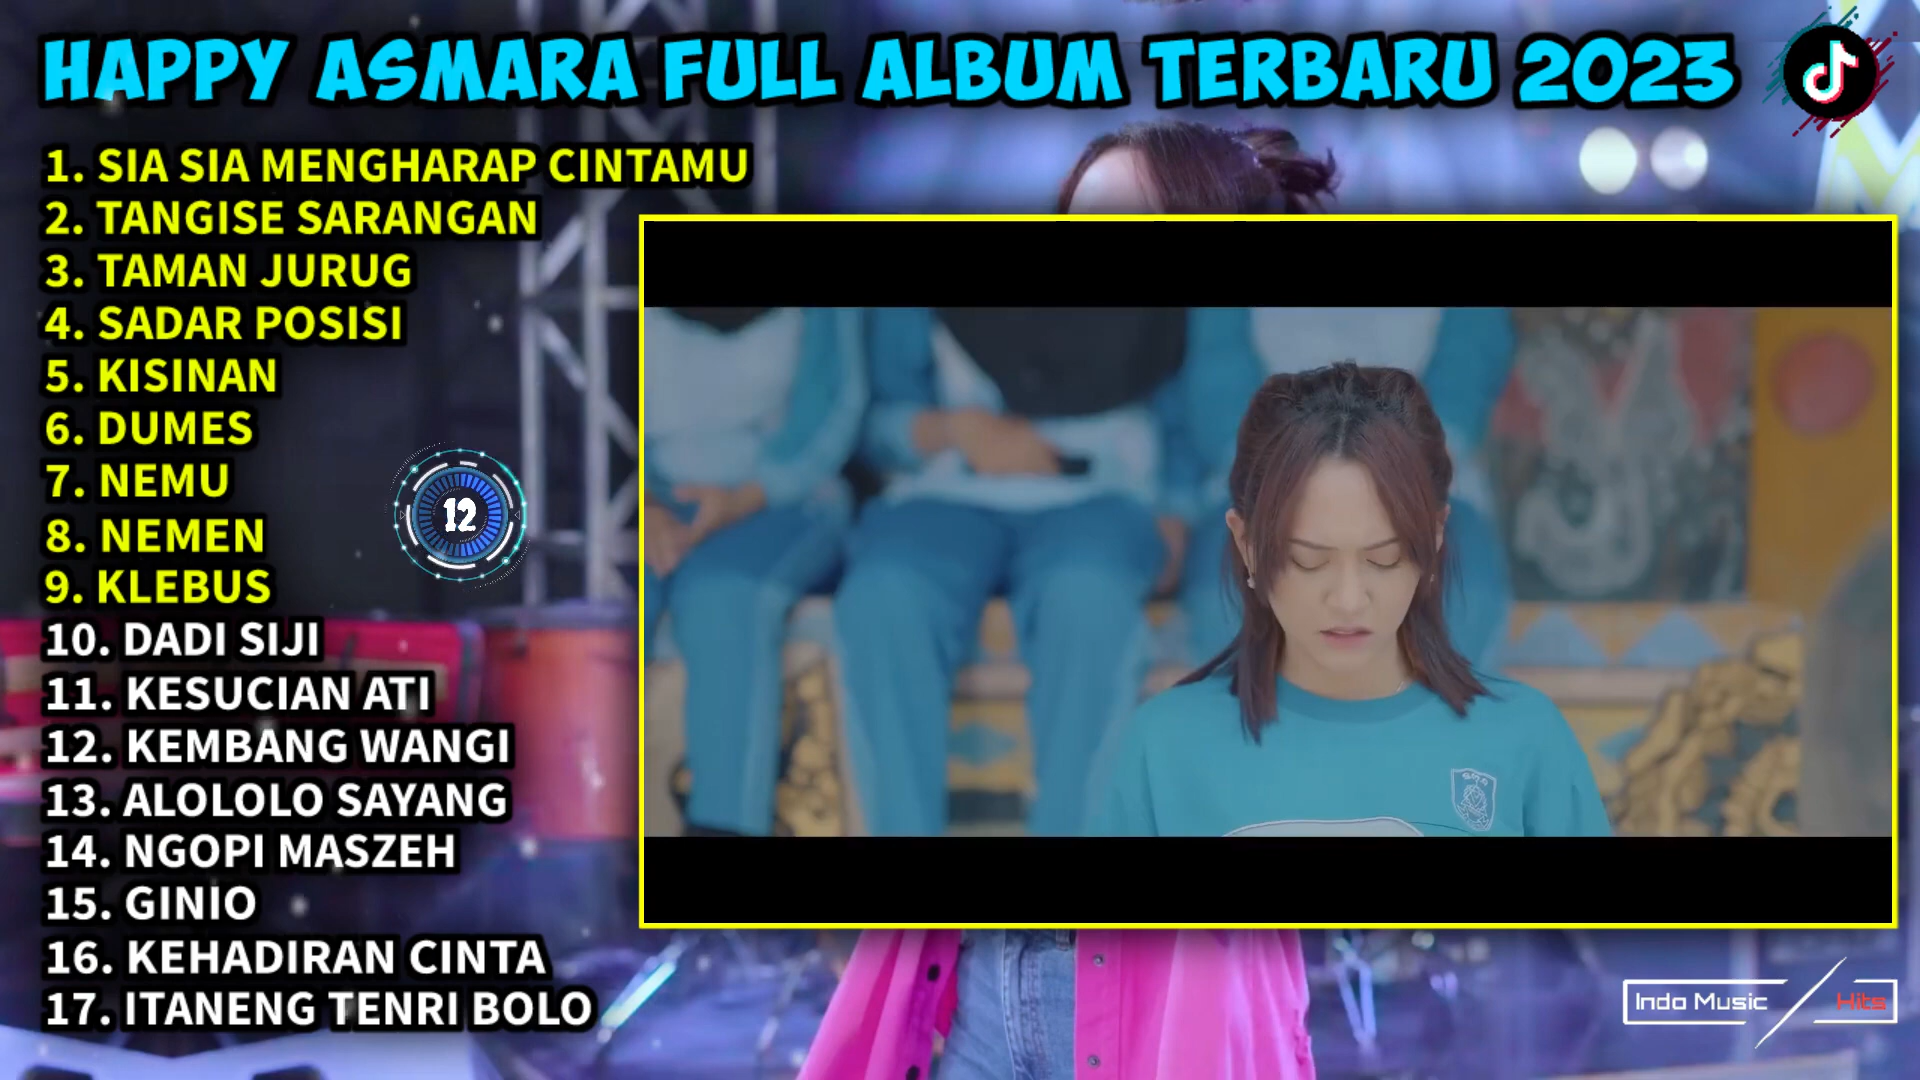 HAPPY ASMARA FULL ALBUM TERBARU 2023
1. SIA SIA MENGHARAP CINTAMU
2. TANGISE SARANGAN
3. TAMAN JURUG
4. SADAR POSISI
5. KISINAN
6. DUMES
7. NEMU
8. NEMEN
9. KLEBUS
10. DADI SIJI
11. KESUCIAN ATI
12. KEMBANG WANGI
13. ALOLOLO SAYANG
14. NGOPI MASZEH
15. GINIO
16. KEHADIRAN CINTA
17. ITANENG TENRI BOLO
12
Indo Music Hits